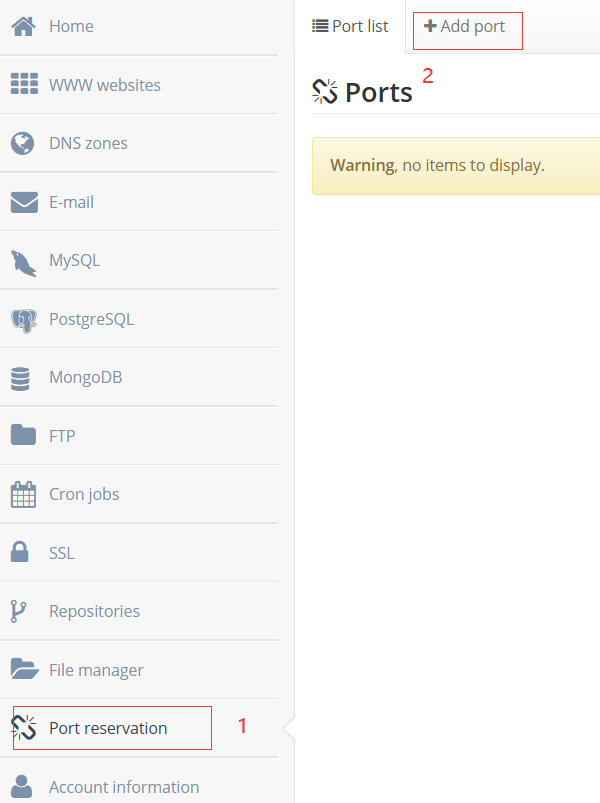 Home
WWW websites
DNS zones
E-mail
MySQL
PostgreSQL
MongoDB
FTP
Cron jobs
SSL
Repositories
File manager
Port reservation 1
Account information
Port list Add port
Ports 2
Warning, no items to display.